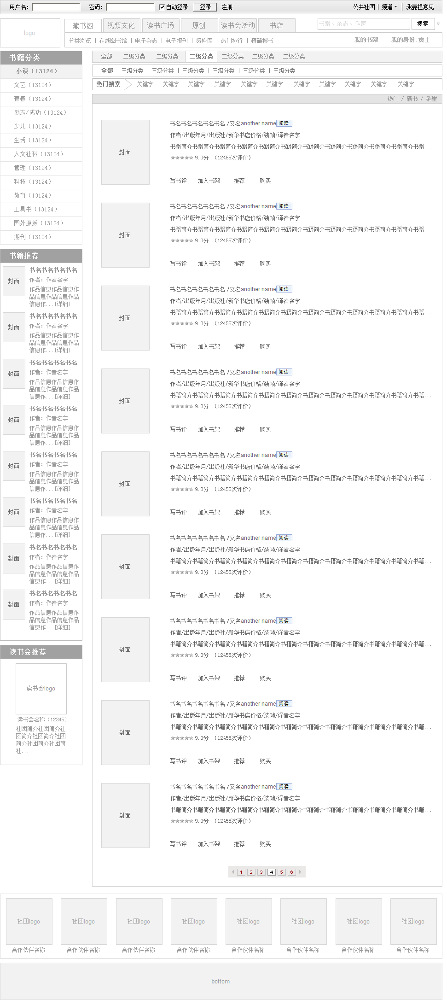 用户名: 密码: 自动登录 登录 注册 公共社团 | 频道 | 我要提意见
logo
藏书阁 视频文化 读书广场 原创 读书会活动 书店
书籍、杂志、作家 搜索
分类浏览 | 在线图书馆 | 电子杂志 | 电子报刊 | 资料库 | 热门排行 | 精确搜书
我的书架 我的身份:贡士
书籍分类
小说（13124）
文艺（13124）
青春（13124）
励志/成功（13124）
少儿（13124）
生活（13124）
人文社科（13124）
管理（13124）
科技（13124）
教育（13124）
工具书（13124）
国外原版（13124）
期刊（13124）
书籍推荐
封面
书名书名书名书名
作者: 作者名字
作品信息作品信息作
品信息作品信息作品
信息作...[详细]
封面
书名书名书名书名
作者: 作者名字
作品信息作品信息作
品信息作品信息作品
信息作...[详细]
封面
书名书名书名书名
作者: 作者名字
作品信息作品信息作
品信息作品信息作品
信息作...[详细]
封面
书名书名书名书名
作者: 作者名字
作品信息作品信息作
品信息作品信息作品
信息作...[详细]
封面
书名书名书名书名
作者: 作者名字
作品信息作品信息作
品信息作品信息作品
信息作...[详细]
封面
书名书名书名书名
作者: 作者名字
作品信息作品信息作
品信息作品信息作品
信息作...[详细]
封面
书名书名书名书名
作者: 作者名字
作品信息作品信息作
品信息作品信息作品
信息作...[详细]
封面
书名书名书名书名
作者: 作者名字
作品信息作品信息作
品信息作品信息作品
信息作...[详细]
读书会推荐
读书会logo
读书会名称（12345）
社团简介社团简介社
团简介社团简介社团
简介社团简介社团简
社...
全部 二级分类 二级分类 二级分类 二级分类 二级分类 二级分类
全部 三级分类 | 三级分类 | 三级分类 | 三级分类 | 三级分类 | 三级分类
热门搜索 关键字 关键字 关键字 关键字 关键字 关键字 关键字 关键字 关键字 关键字 关键字
热门 / 新书 / 销量
封面
书名书名书名书名书名 /又名another name 阅读
作者/出版年月/出版社/新华书店价格/装帧/译者名字
书籍简介书籍简介书籍简介书籍简介书籍简介书籍简介书籍简介书籍简介书籍简介书籍简介书籍简介书籍...
9.0分 （12455次评价）
写书评 加入书架 推荐 购买
封面
书名书名书名书名书名 /又名another name 阅读
作者/出版年月/出版社/新华书店价格/装帧/译者名字
书籍简介书籍简介书籍简介书籍简介书籍简介书籍简介书籍简介书籍简介书籍简介书籍简介书籍简介书籍...
9.0分 （12455次评价）
写书评 加入书架 推荐 购买
封面
书名书名书名书名书名 /又名another name 阅读
作者/出版年月/出版社/新华书店价格/装帧/译者名字
书籍简介书籍简介书籍简介书籍简介书籍简介书籍简介书籍简介书籍简介书籍简介书籍简介书籍简介书籍...
9.0分 （12455次评价）
写书评 加入书架 推荐 购买
封面
书名书名书名书名书名 /又名another name 阅读
作者/出版年月/出版社/新华书店价格/装帧/译者名字
书籍简介书籍简介书籍简介书籍简介书籍简介书籍简介书籍简介书籍简介书籍简介书籍简介书籍简介书籍...
9.0分 （12455次评价）
写书评 加入书架 推荐 购买
封面
书名书名书名书名书名 /又名another name 阅读
作者/出版年月/出版社/新华书店价格/装帧/译者名字
书籍简介书籍简介书籍简介书籍简介书籍简介书籍简介书籍简介书籍简介书籍简介书籍简介书籍简介书籍...
9.0分 （12455次评价）
写书评 加入书架 推荐 购买
封面
书名书名书名书名书名 /又名another name 阅读
作者/出版年月/出版社/新华书店价格/装帧/译者名字
书籍简介书籍简介书籍简介书籍简介书籍简介书籍简介书籍简介书籍简介书籍简介书籍简介书籍简介书籍...
9.0分 （12455次评价）
写书评 加入书架 推荐 购买
封面
书名书名书名书名书名 /又名another name 阅读
作者/出版年月/出版社/新华书店价格/装帧/译者名字
书籍简介书籍简介书籍简介书籍简介书籍简介书籍简介书籍简介书籍简介书籍简介书籍简介书籍简介书籍...
9.0分 （12455次评价）
写书评 加入书架 推荐 购买
封面
书名书名书名书名书名 /又名another name 阅读
作者/出版年月/出版社/新华书店价格/装帧/译者名字
书籍简介书籍简介书籍简介书籍简介书籍简介书籍简介书籍简介书籍简介书籍简介书籍简介书籍简介书籍...
9.0分 （12455次评价）
写书评 加入书架 推荐 购买
封面
书名书名书名书名书名 /又名another name 阅读
作者/出版年月/出版社/新华书店价格/装帧/译者名字
书籍简介书籍简介书籍简介书籍简介书籍简介书籍简介书籍简介书籍简介书籍简介书籍简介书籍简介书籍...
9.0分 （12455次评价）
写书评 加入书架 推荐 购买
1 2 3 4 5 6
社团logo 社团logo 社团logo 社团logo 社团logo 社团logo 社团logo 社团logo
合作伙伴名称 合作伙伴名称 合作伙伴名称 合作伙伴名称 合作伙伴名称 合作伙伴名称 合作伙伴名称 合作伙伴名称
bottom